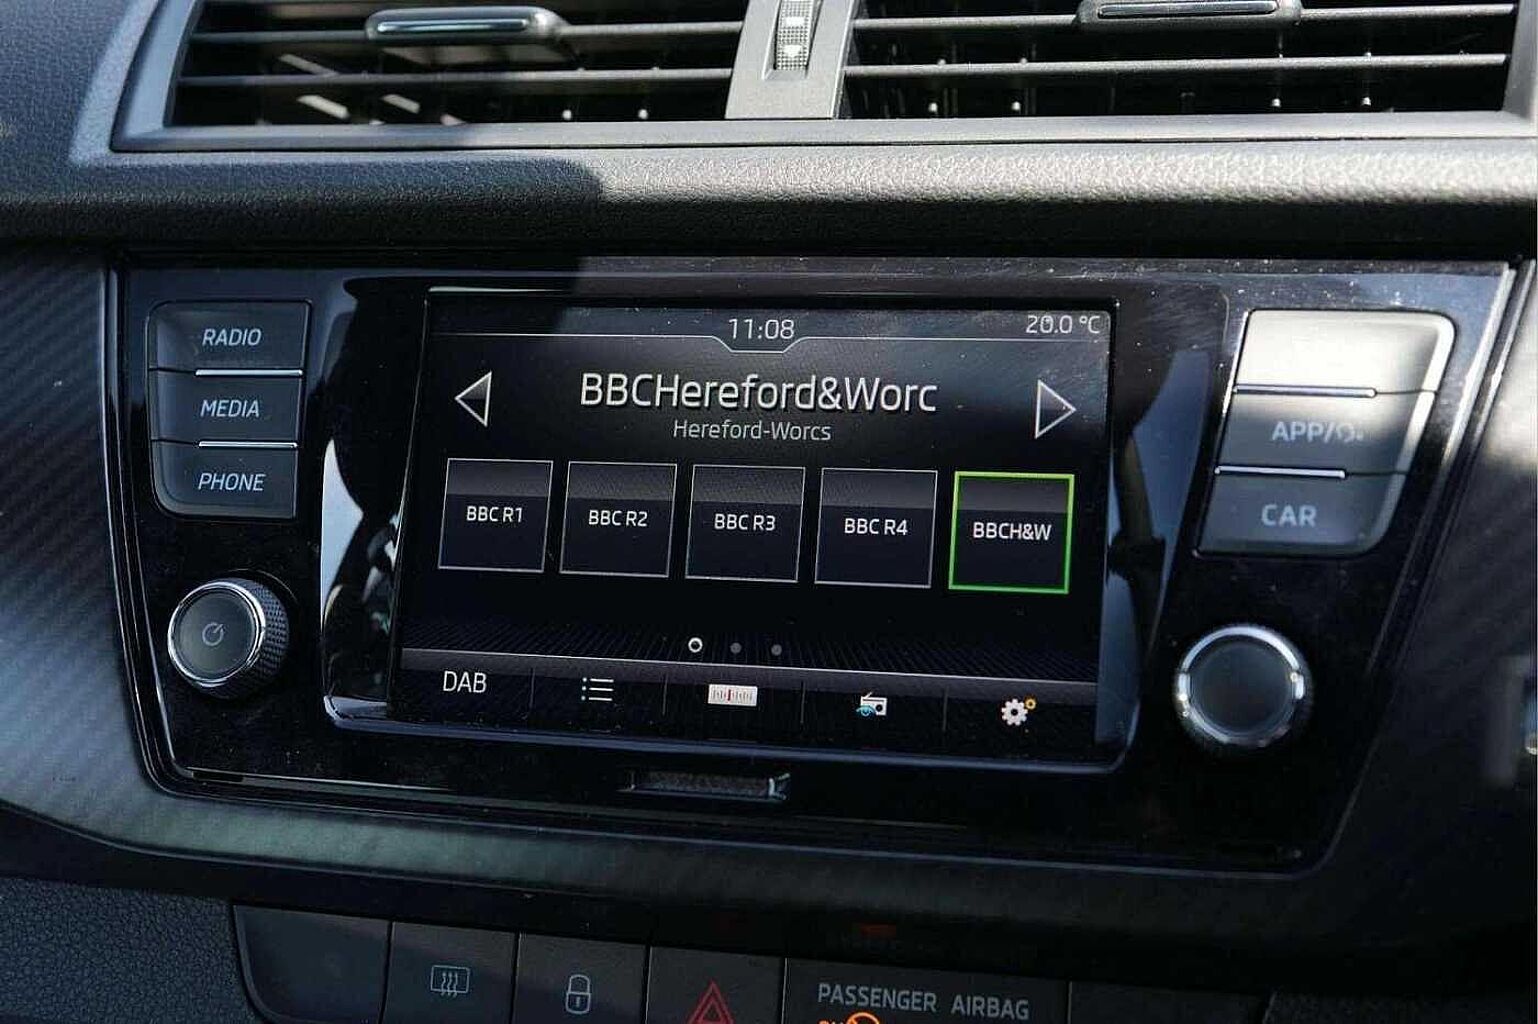 RADIO
MEDIA
PHONE
11:08
20.0 °C
BBCHereford&Worc
Hereford-Worcs
BBC R1
BBC R2
BBC R3
BBC R4
BBCH&W
DAB
APP/
CAR
PASSENGER AIRBAG